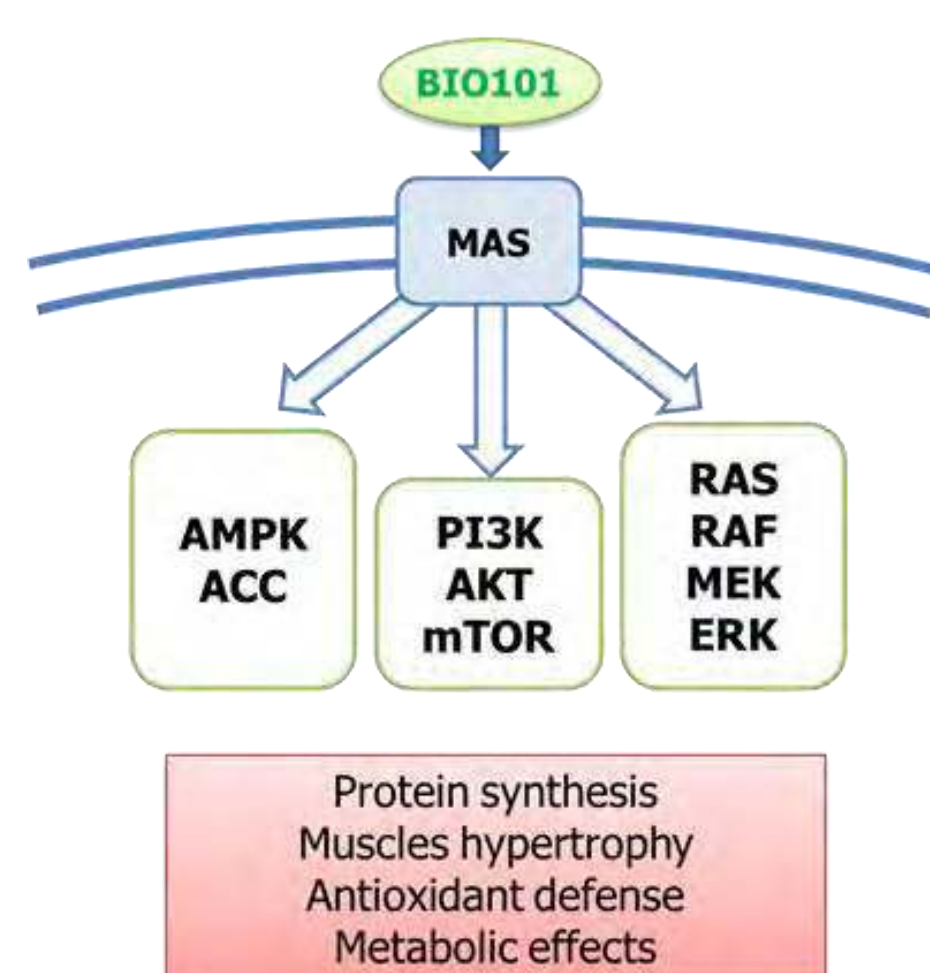 BIO101
MAS
AMPK
ACC
PI3K
AKT
mTOR
RAS
RAF
MEK
ERK
Protein synthesis
Muscles hypertrophy
Antioxidant defense
Metabolic effects